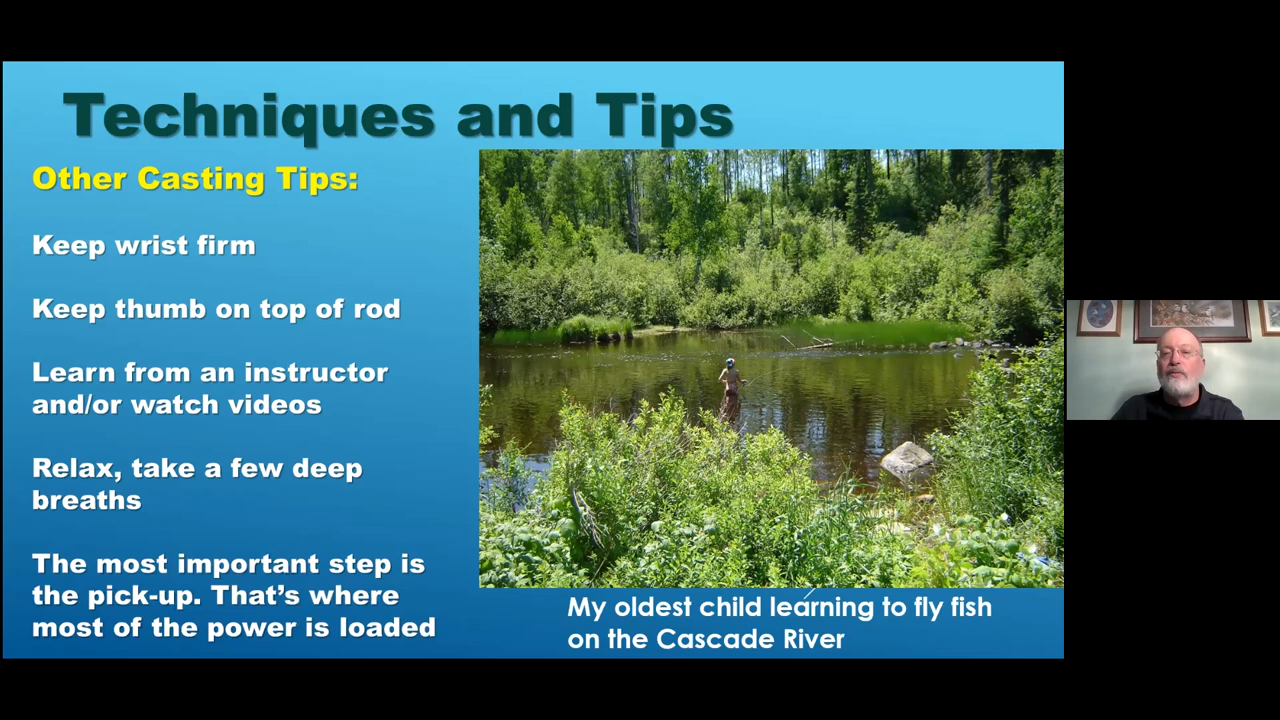 Techniques and Tips
Other Casting Tips:
Keep wrist firm
Keep thumb on top of rod
Learn from an instructor
and/or watch videos
Relax, take a few deep
breaths
The most important step is
the pick-up. That’s where
most of the power is loaded
My oldest child learning to fly fish
on the Cascade River